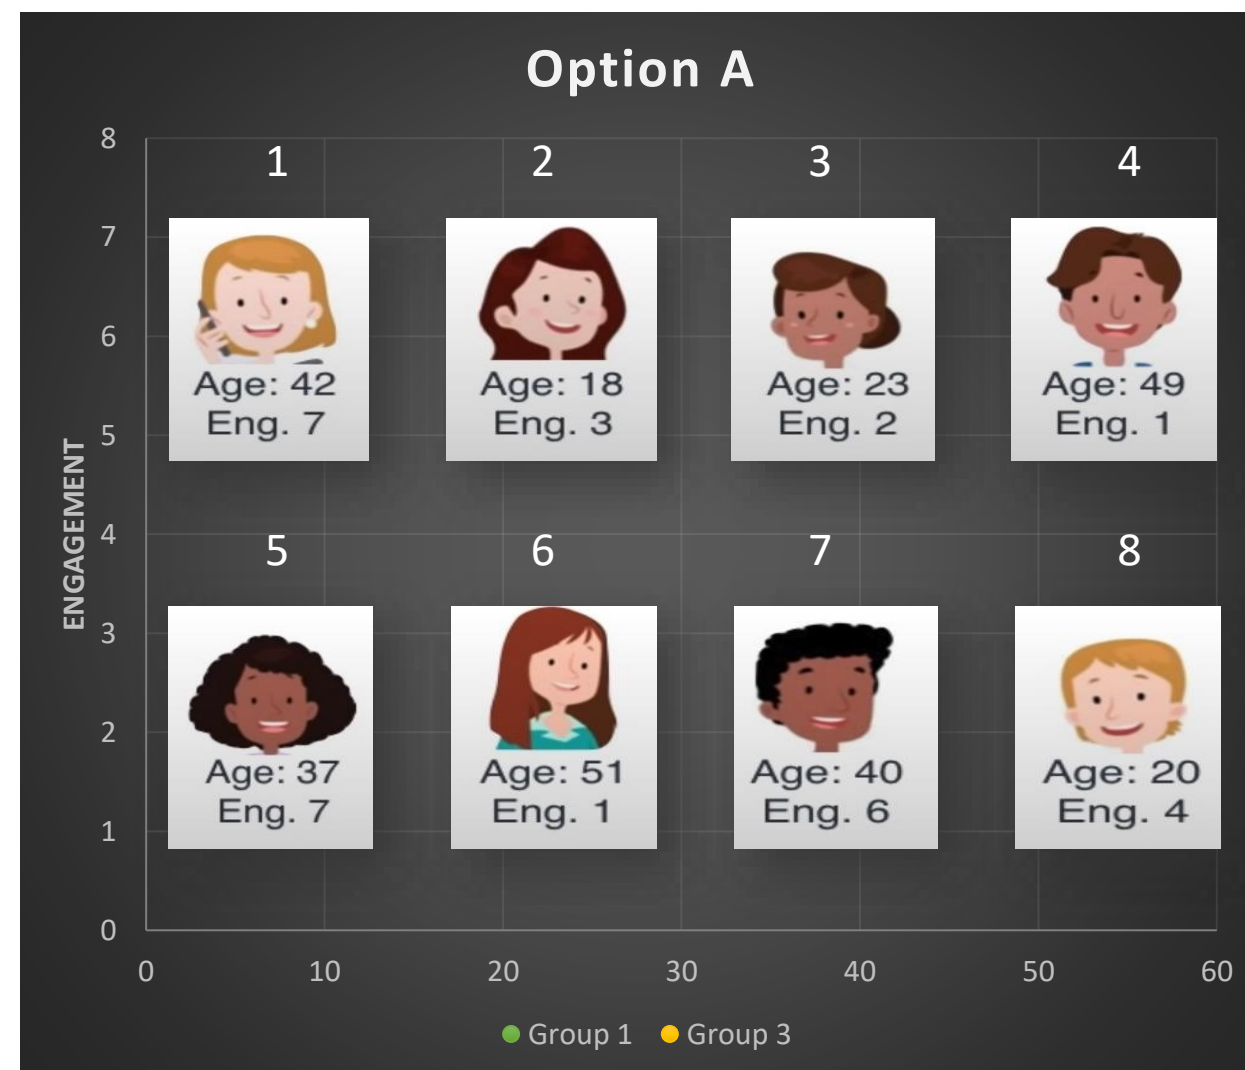 Option A
8
1 2 3 4
7
6
Age: 42
Eng. 7
Age: 18
Eng. 3
Age: 23
Eng. 2
Age: 49
Eng. 1
5
ENGAGEMENT
4
5 6 7 8
3
2
Age: 37
Eng. 7
Age: 51
Eng. 1
Age: 40
Eng. 6
Age: 20
Eng. 4
1
0
0 10 20 30 40 50 60
Group 1 Group 3